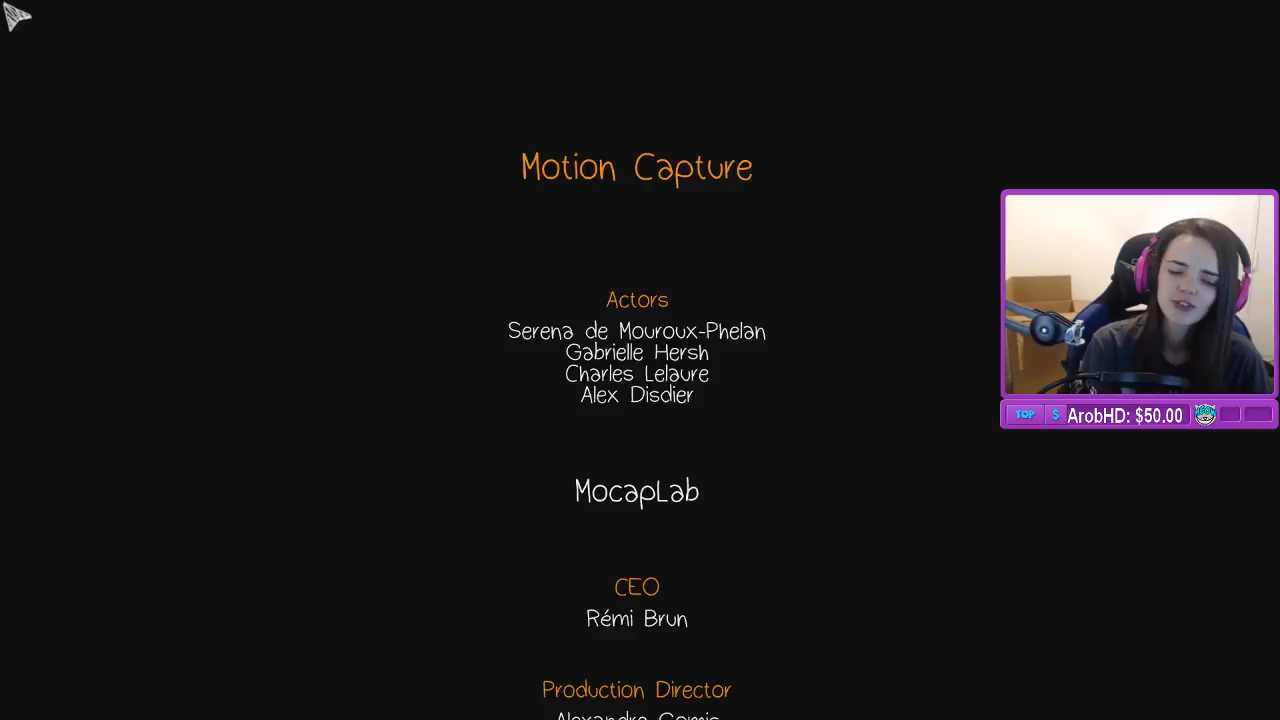 Motion Capture
Actors
Serena de Mouroux-Phelan
Gabrielle Hersh
Charles Lelaure
Alex Disdier
MocapLab
CEO
Rémi Brun
Production Director
TOP $ ArobHD: $50.00